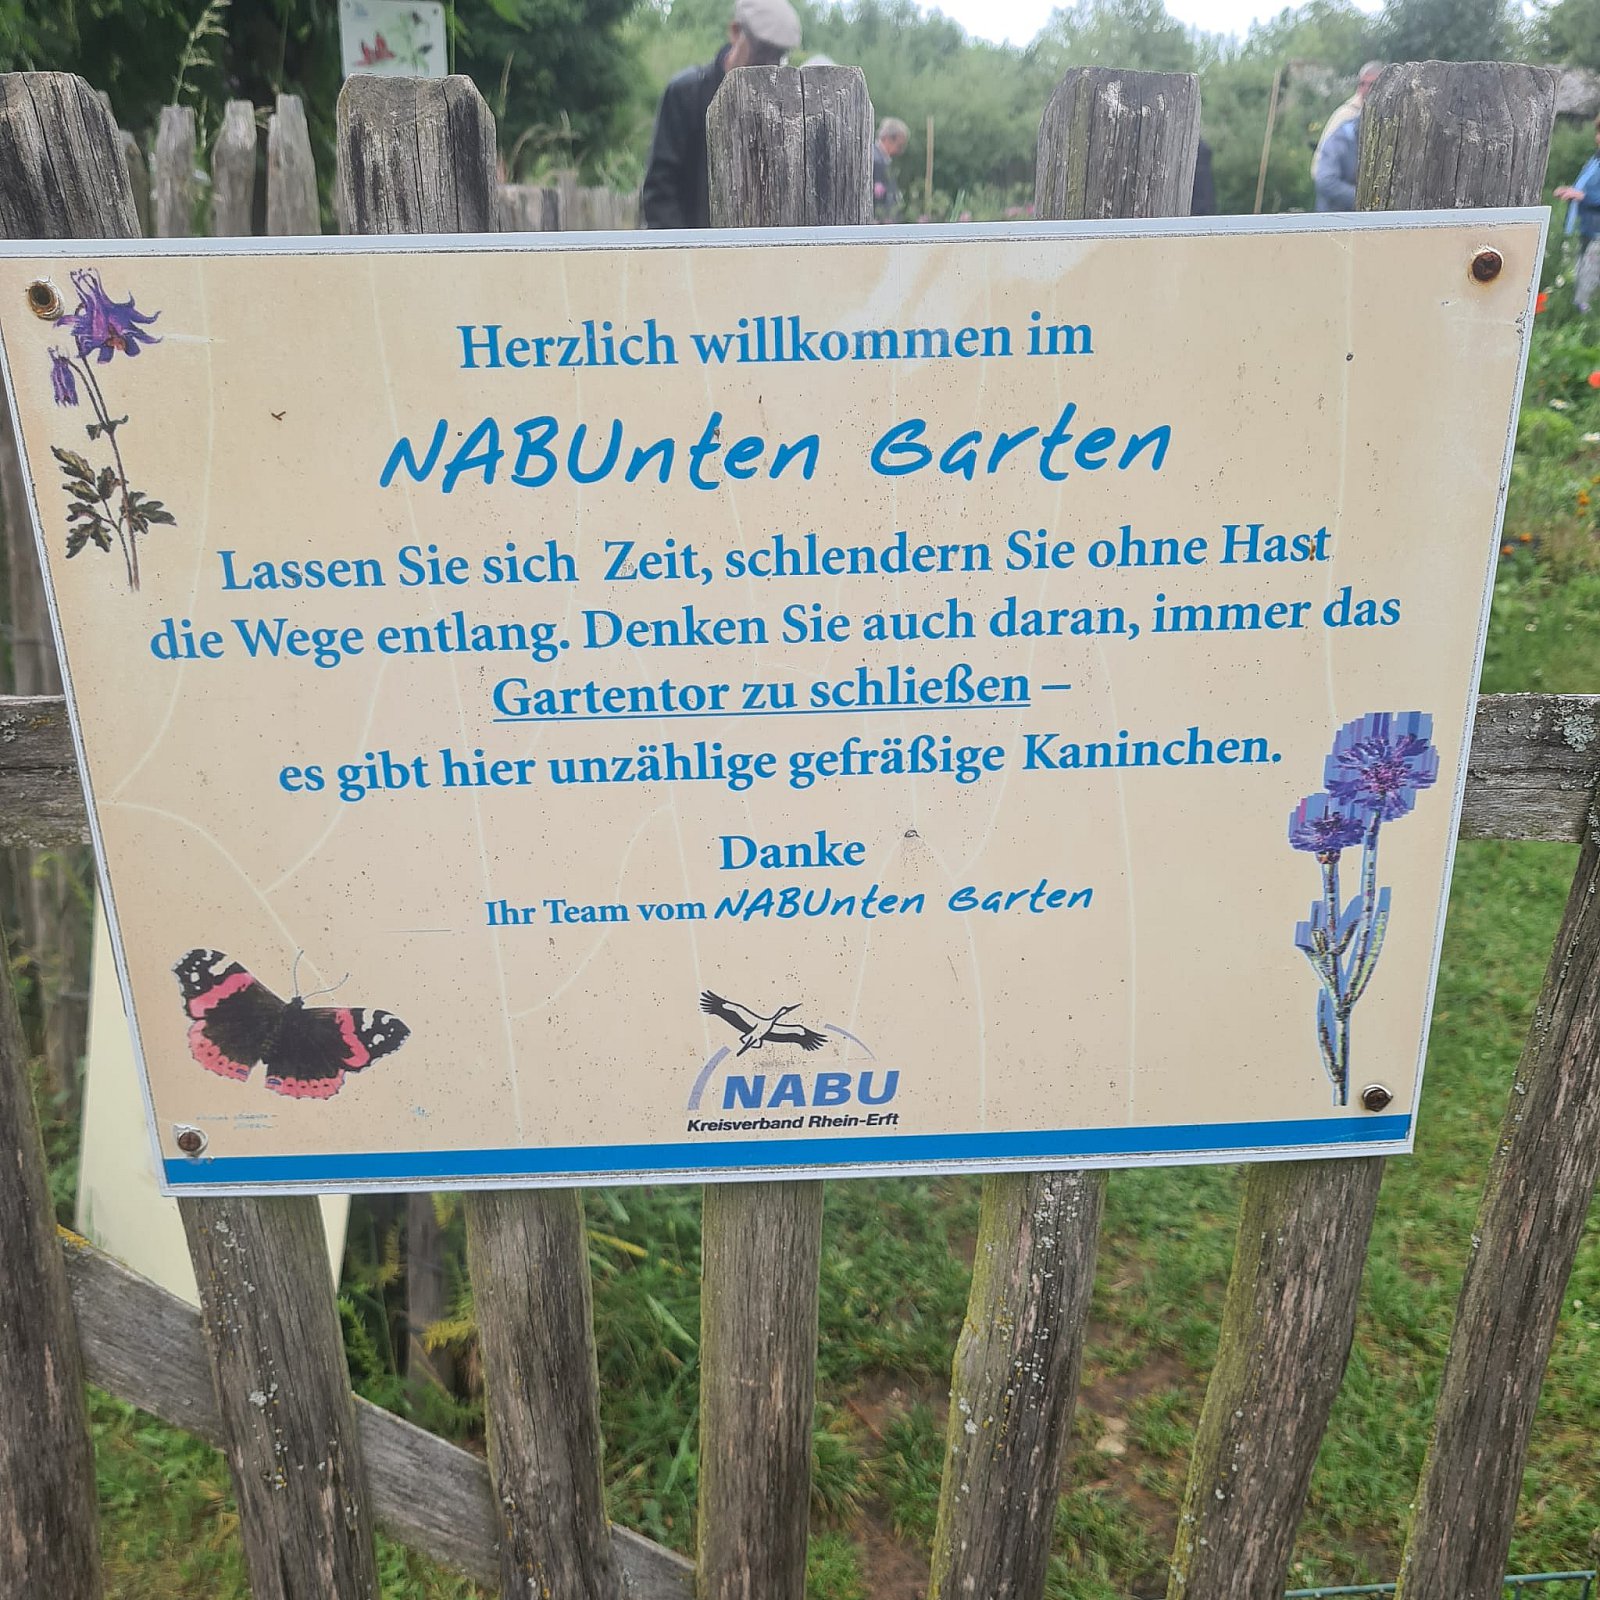 Herzlich willkommen im
NABUnten Garten
Lassen Sie sich Zeit, schlendern Sie ohne Hast
die Wege entlang. Denken Sie auch daran, immer das
Gartentor zu schließen –
es gibt hier unzählige gefräßige Kaninchen.
Danke
Ihr Team vom NABUnten Garten
NABU
Kreisverband Rhein-Erft